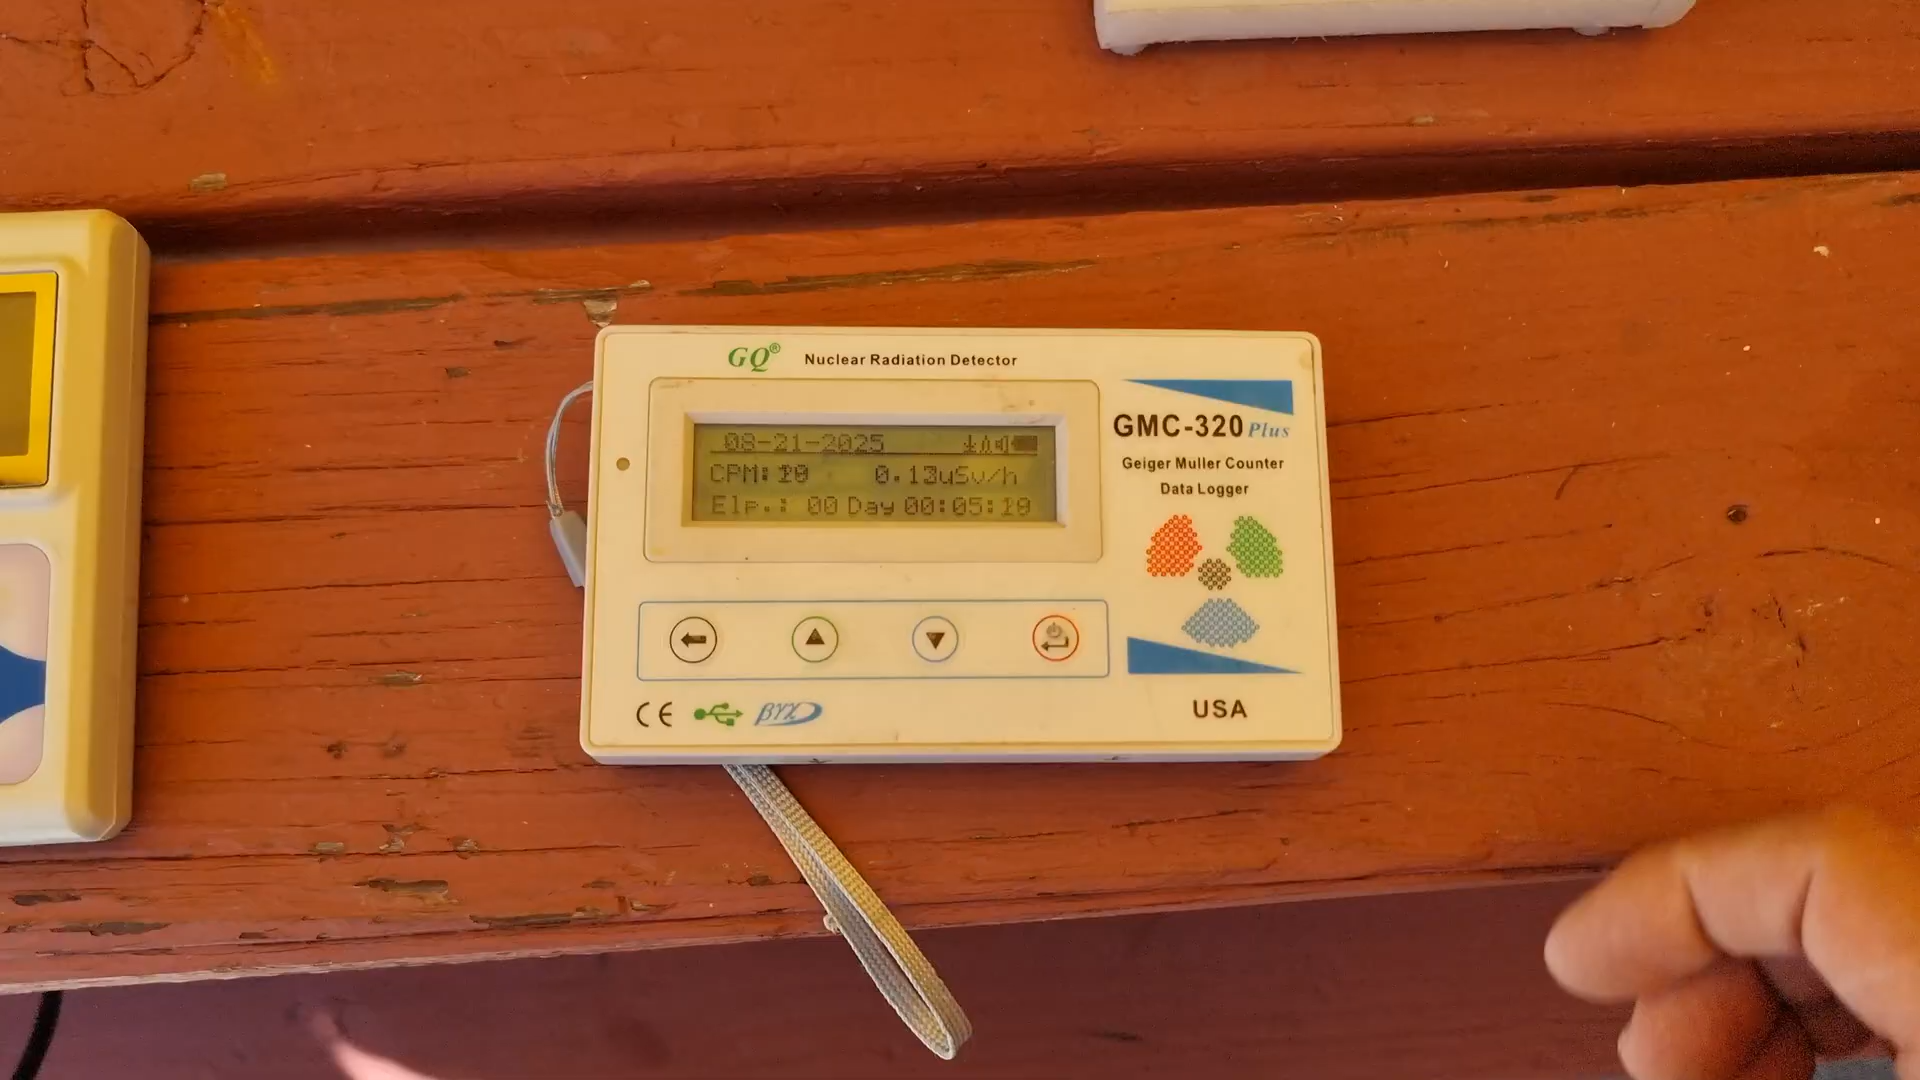 GQ® Nuclear Radiation Detector
08-21-2025
CPM: 0.13uSv/h
Elp.: 00 Day 00:05:19
GMC-320 Plus
Geiger Muller Counter
Data Logger
CE βγχ
USA